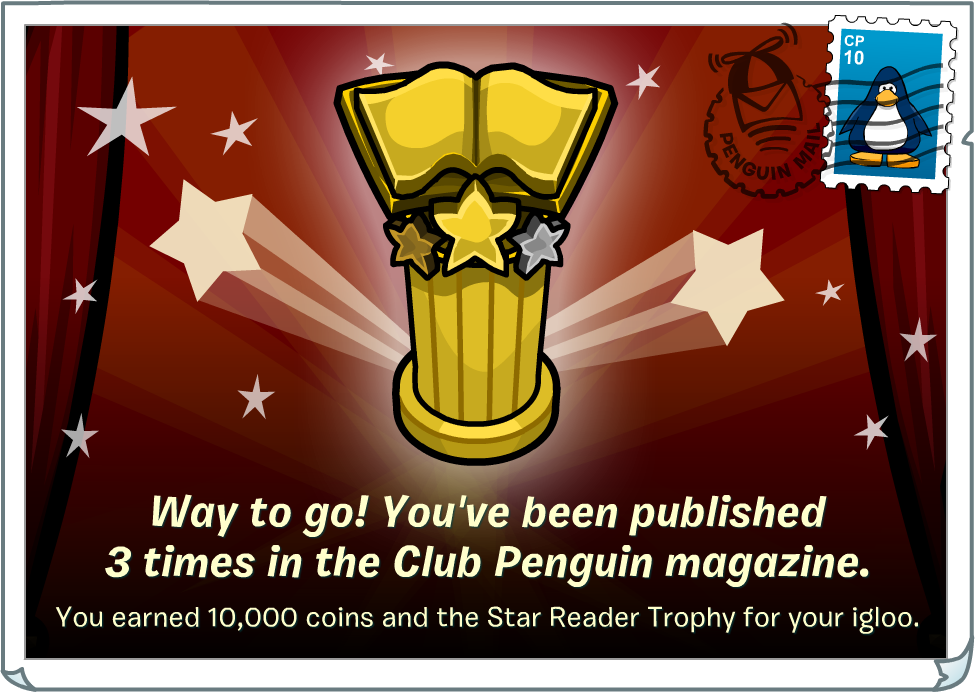 CP
10
PENGUIN MAIL
Way to go! You've been published
3 times in the Club Penguin magazine.
You earned 10,000 coins and the Star Reader Trophy for your igloo.